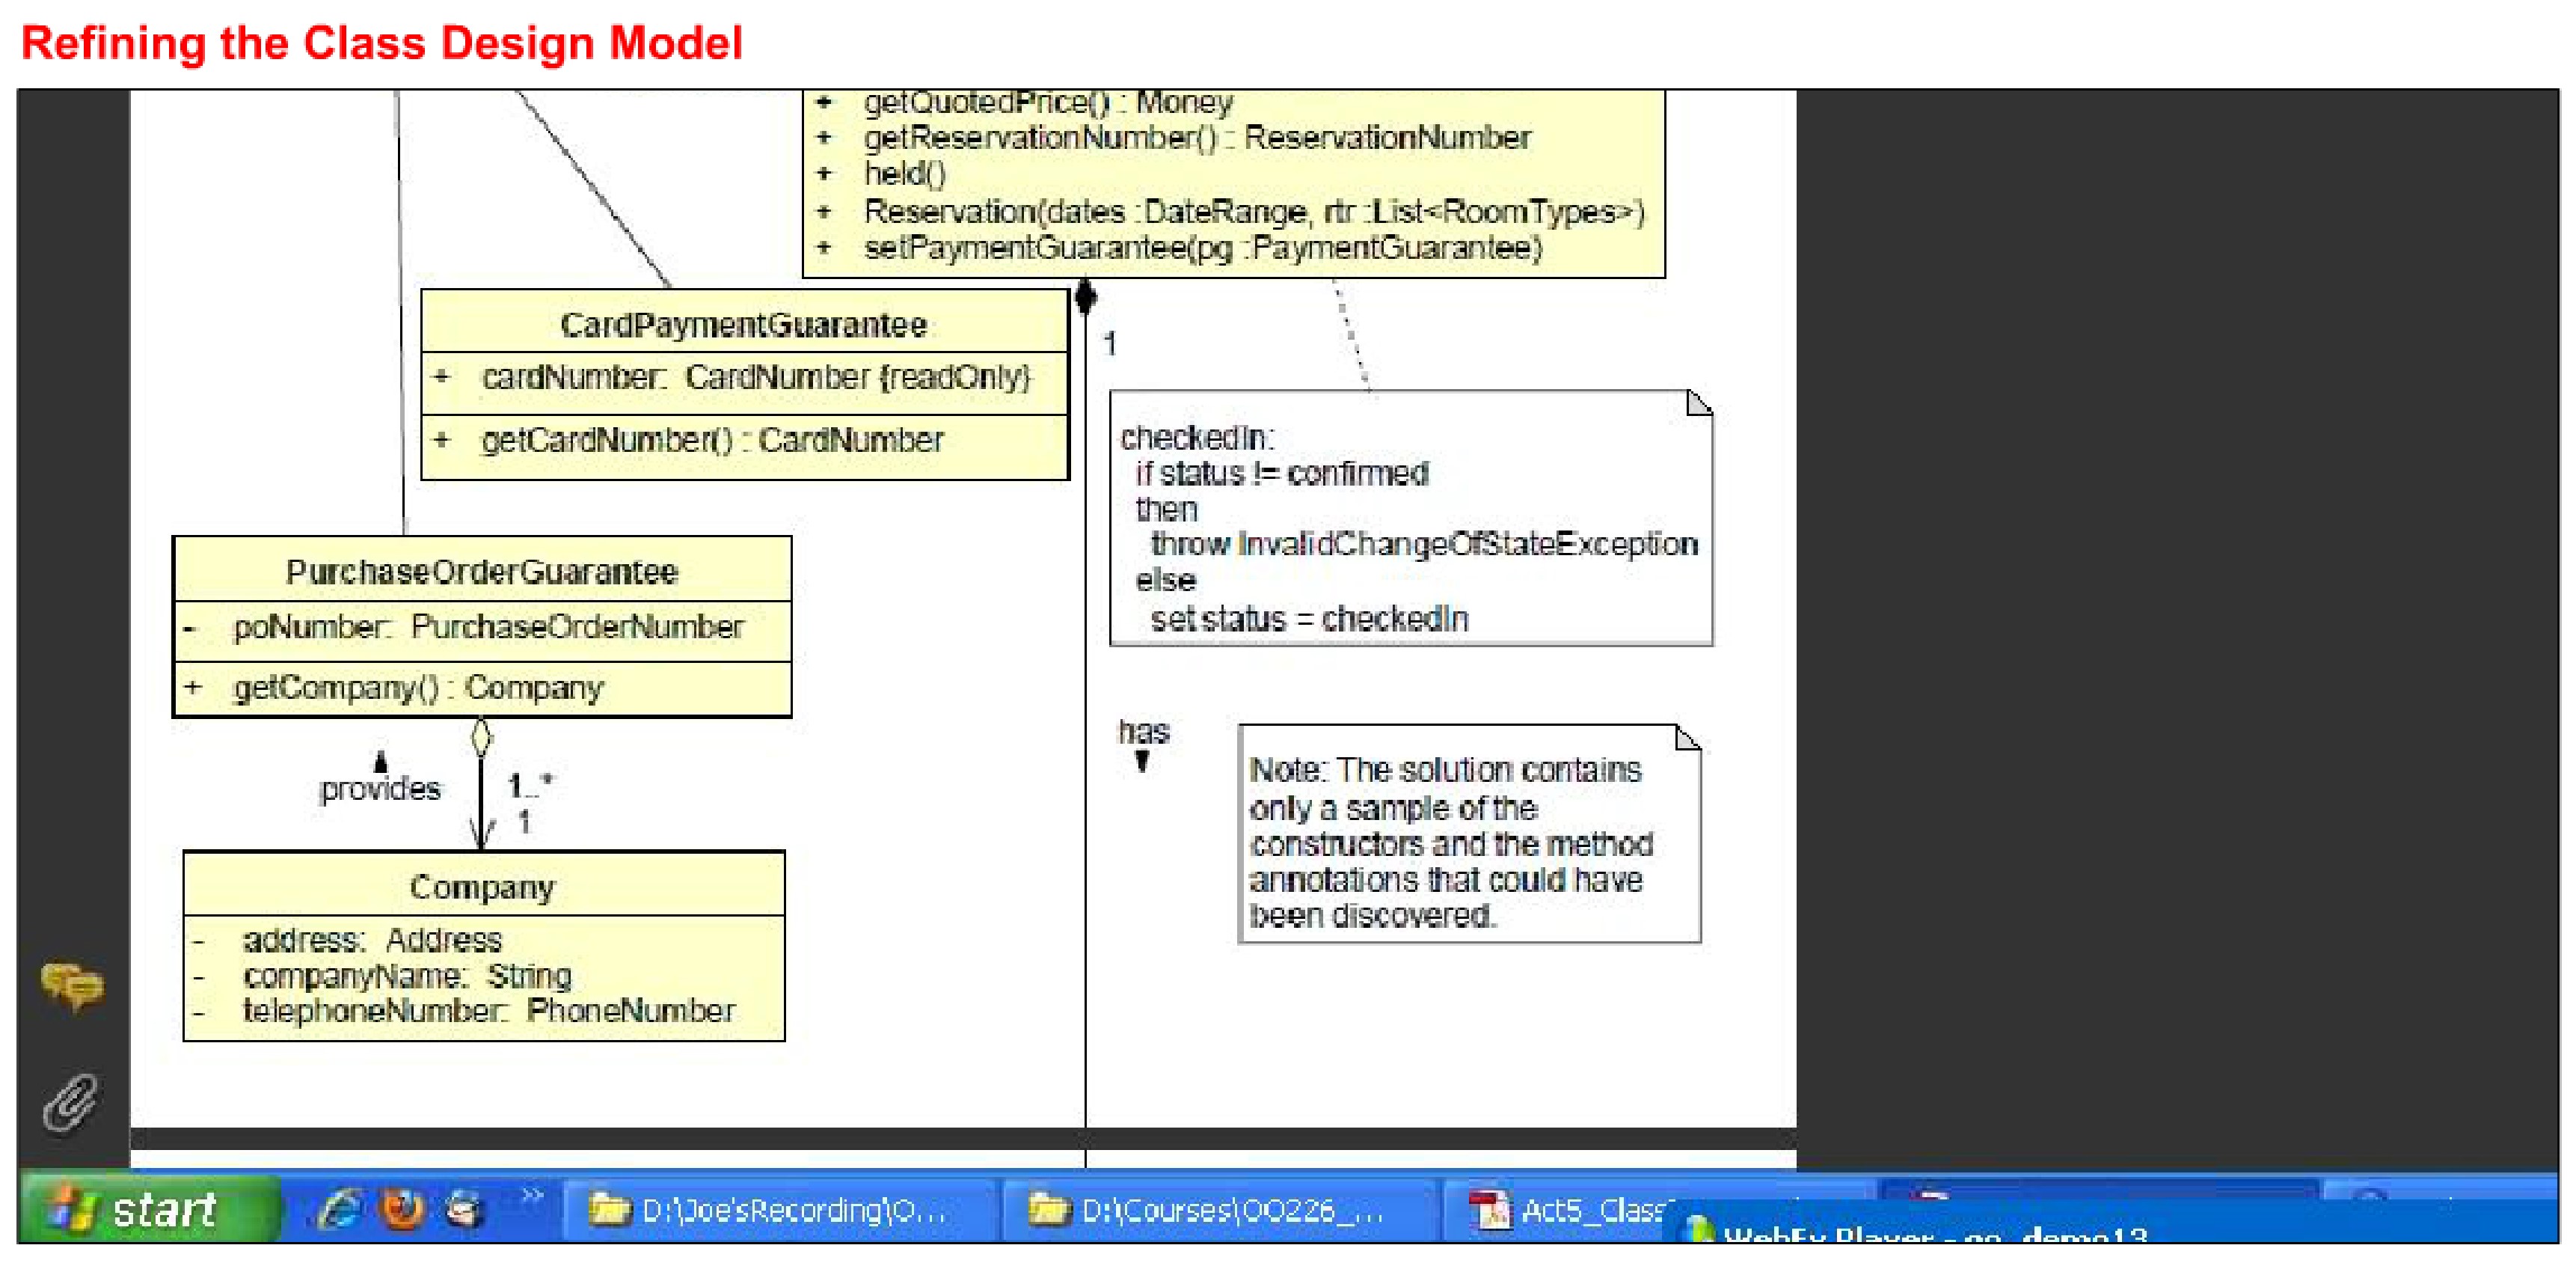 Refining the Class Design Model
+ getQuotedPrice() : Money
+ getReservationNumber() : ReservationNumber
+ held()
+ Reservation(dates :DateRange, rtr :List<RoomTypes>)
+ setPaymentGuarantee(pg :PaymentGuarantee)
CardPaymentGuarantee
+ cardNumber: CardNumber {readOnly}
+ getCardNumber() : CardNumber
1
checkedIn:
if status != confirmed
then
throw InvalidChangeOfStateException
else
set status = checkedIn
PurchaseOrderGuarantee
- poNumber: PurchaseOrderNumber
+ getCompany() : Company
provides
1..*
1
has
Note: The solution contains
only a sample of the
constructors and the method
annotations that could have
been discovered.
Company
- address: Address
- companyName: String
- telephoneNumber: PhoneNumber
start
D:\Joe'sRecording\O...
D:\Courses\OO226_...
Act5_Class
WebEx Player - oo_demo13